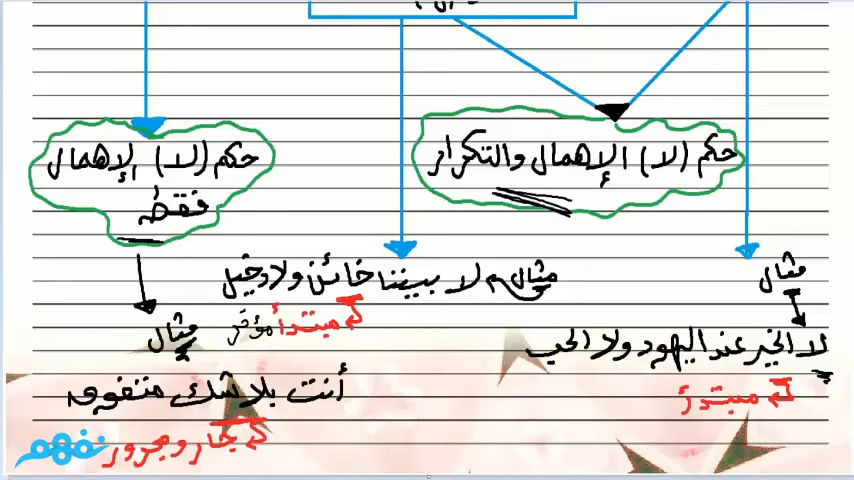 حكم (لا) الإهمال والتكرار
حكم (لا) الإهمال
فقط
مثال
مثال لا بيننا خائن ولا دخيل
مبتدأ مؤخر
مثال
لا الخير عند اليهود ولا الحب
مبتدأ
أنت بلا شك متفوق
جار ومجرور
نفهم